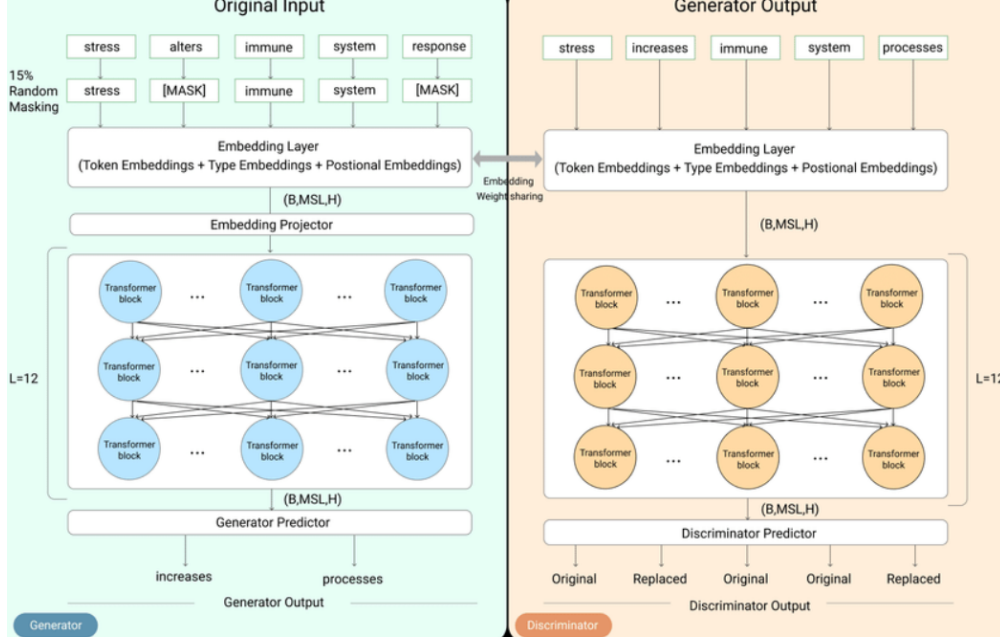 Original Input
stress alters immune system response
15%
Random
Masking
stress [MASK] immune system [MASK]
Embedding Layer
(Token Embeddings + Type Embeddings + Postional Embeddings)
(B,MSL,H)
Embedding Projector
Transformer block ... Transformer block ... Transformer block
L=12
Transformer block ... Transformer block ... Transformer block
Transformer block ... Transformer block ... Transformer block
(B,MSL,H)
Generator Predictor
increases processes
Generator Output
Generator
Embedding
Weight sharing
Generator Output
stress increases immune system processes
Embedding Layer
(Token Embeddings + Type Embeddings + Postional Embeddings)
(B,MSL,H)
Transformer block ... Transformer block ... Transformer block
Transformer block ... Transformer block ... Transformer block
L=12
Transformer block ... Transformer block ... Transformer block
(B,MSL,H)
Discriminator Predictor
Original Replaced Original Original Replaced
Discriminator Output
Discriminator